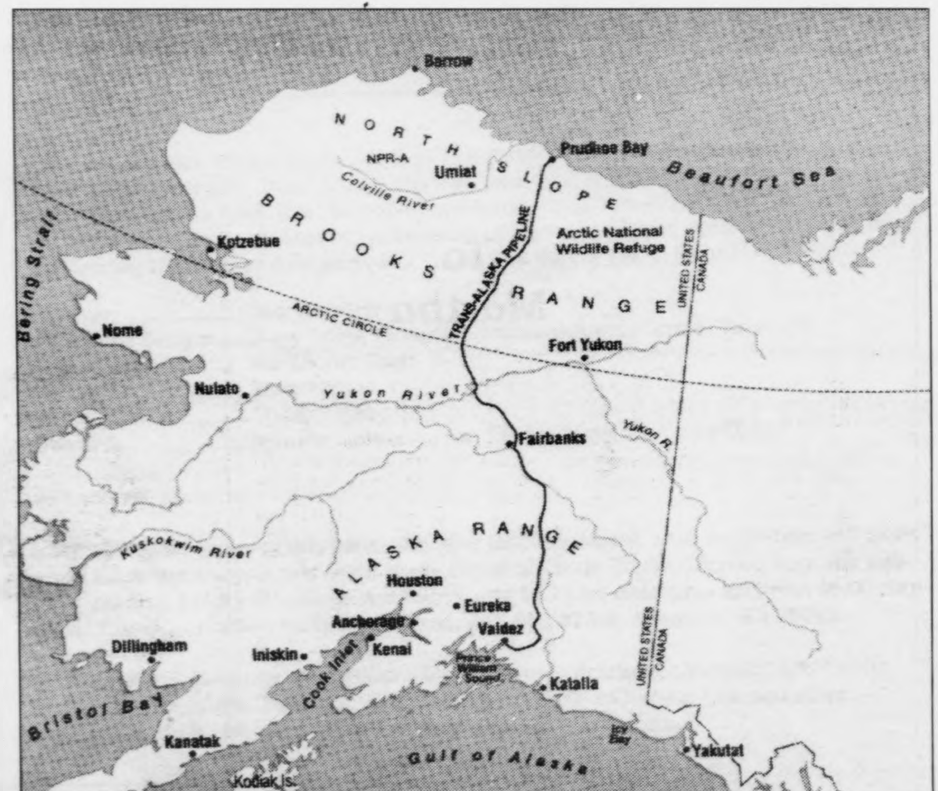 Barrow
NORTH SLOPE
NPR-A
Umiat
Colville River
Prudhoe Bay
Beaufort Sea
BROOKS RANGE
Arctic National
Wildlife Refuge
TRANS-ALASKA PIPELINE
UNITED STATES
CANADA
Kotzebue
Bering Strait
ARCTIC CIRCLE
Nome
Fort Yukon
Nulato
Yukon River
Yukon R.
Fairbanks
Kuskokwim River
ALASKA RANGE
Houston
Eureka
Anchorage
Valdez
Kenai
Dillingham
Iniskin
Cook Inlet
Prince
William
Sound
Katalla
UNITED STATES
CANADA
Bristol Bay
Icy
Bay
Yakutat
Kanatak
Gulf of Alaska
Kodiak Is.